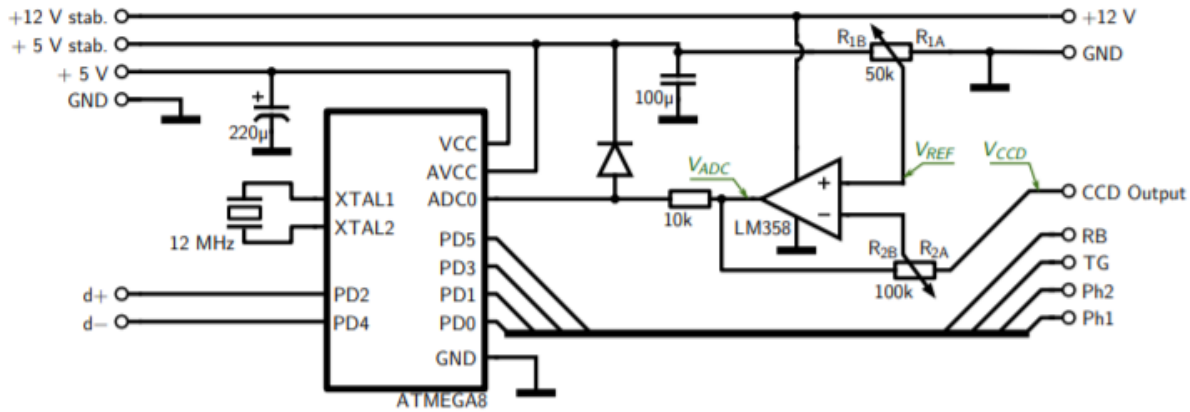 +12 V stab.
+12 V
+ 5 V stab.
R1B
R1A
GND
50k
+ 5 V
GND
+
220μ
100μ
VCC
AVCC
ADC0
XTAL1
XTAL2
12 MHz
10k
VADC
VREF
VCCD
+
−
LM358
CCD Output
R2B
R2A
100k
PD5
PD3
PD1
PD0
RB
TG
Ph2
Ph1
d+
d−
PD2
PD4
GND
ATMEGA8